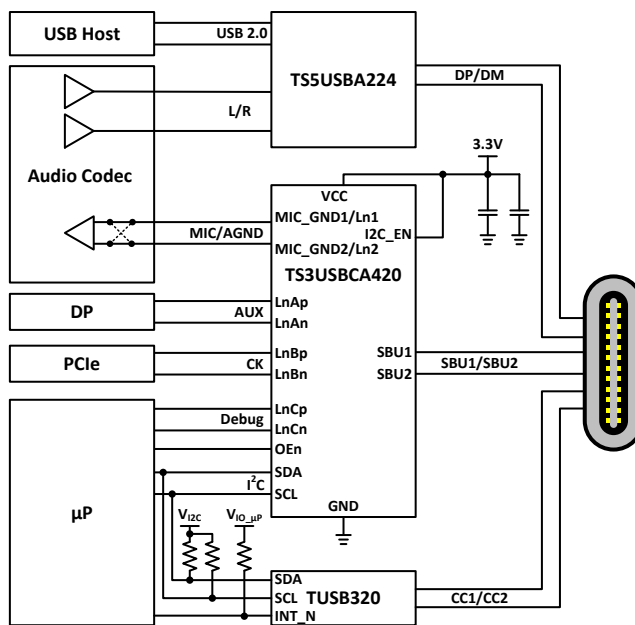 USB Host
USB 2.0
TS5USBA224
DP/DM
L/R
Audio Codec
3.3V
VCC
MIC_GND1/Ln1
I2C_EN
MIC/AGND
MIC_GND2/Ln2
TS3USBCA420
DP
LnAp
AUX
LnAn
PCIe
LnBp
CK
LnBn
SBU1
SBU2
SBU1/SBU2
LnCp
Debug
LnCn
OEn
SDA
I²C
SCL
µP
GND
VI2C
VIO_µP
SDA
SCL
TUSB320
INT_N
CC1/CC2